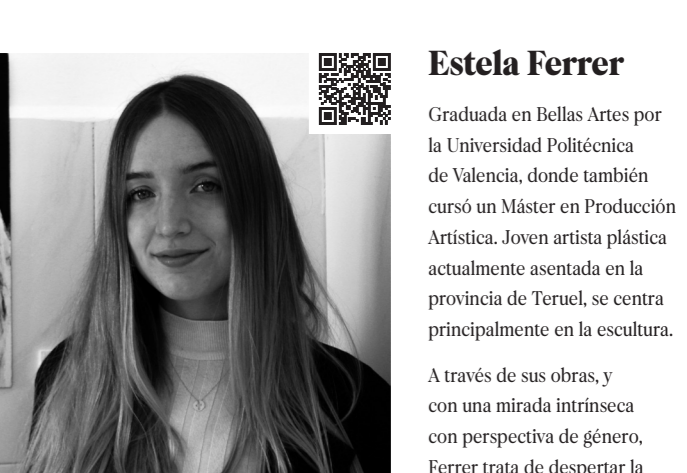 Estela Ferrer
Graduada en Bellas Artes por
la Universidad Politécnica
de Valencia, donde también
cursó un Máster en Producción
Artística. Joven artista plástica
actualmente asentada en la
provincia de Teruel, se centra
principalmente en la escultura.
A través de sus obras, y
con una mirada intrínseca
con perspectiva de género,
Ferrer trata de despertar la